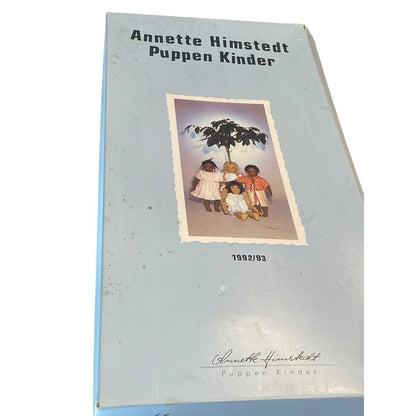 Annette Himstedt
Puppen Kinder
1992/93
Annette Himstedt
Puppen Kinder